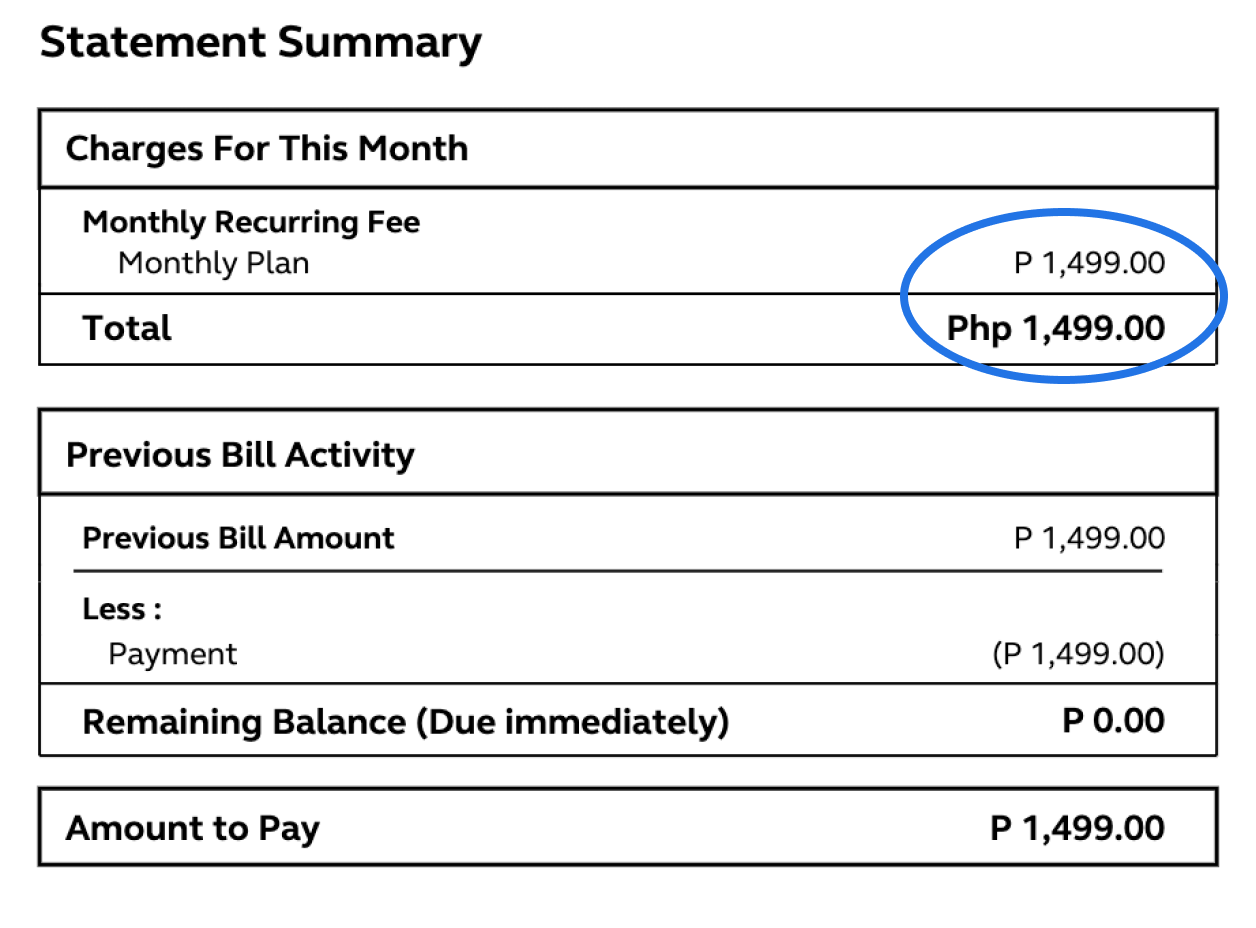 Statement Summary
Charges For This Month
Monthly Recurring Fee
Monthly Plan P 1,499.00
Total Php 1,499.00
Previous Bill Activity
Previous Bill Amount P 1,499.00
Less :
Payment (P 1,499.00)
Remaining Balance (Due immediately) P 0.00
Amount to Pay P 1,499.00